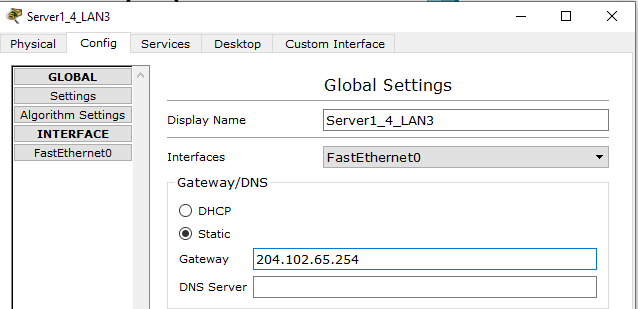 Server1_4_LAN3
Physical Config Services Desktop Custom Interface
GLOBAL
Settings
Algorithm Settings
INTERFACE
FastEthernet0
Global Settings
Display Name Server1_4_LAN3
Interfaces FastEthernet0
Gateway/DNS
DHCP
Static
Gateway 204.102.65.254
DNS Server